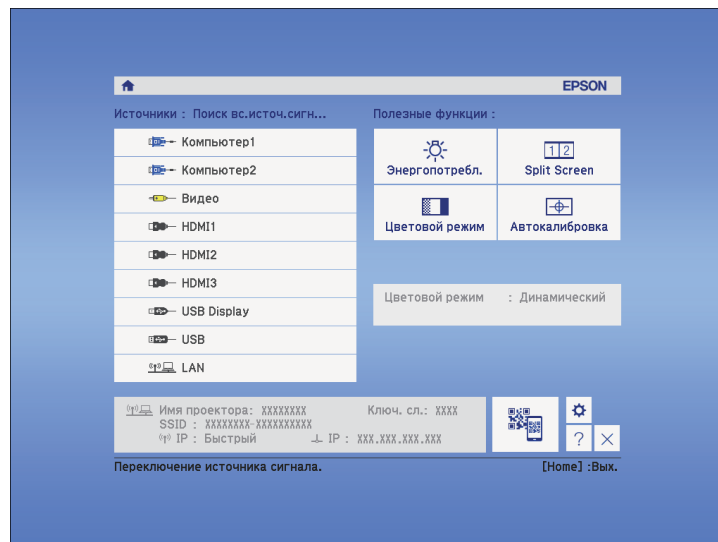 EPSON
Источники : Поиск вс.источ.сигн...
Компьютер1
Компьютер2
Видео
HDMI1
HDMI2
HDMI3
USB Display
USB
LAN
Полезные функции :
Энергопотребл.
1 2
Split Screen
Цветовой режим
Автокалибровка
Цветовой режим : Динамический
Имя проектора: XXXXXXXX Ключ. сл.: XXXX
SSID : XXXXXXXX-XXXXXXXXXX
IP : Быстрый IP : XXX.XXX.XXX.XXX
?
Переключение источника сигнала. [Home] :Вых.